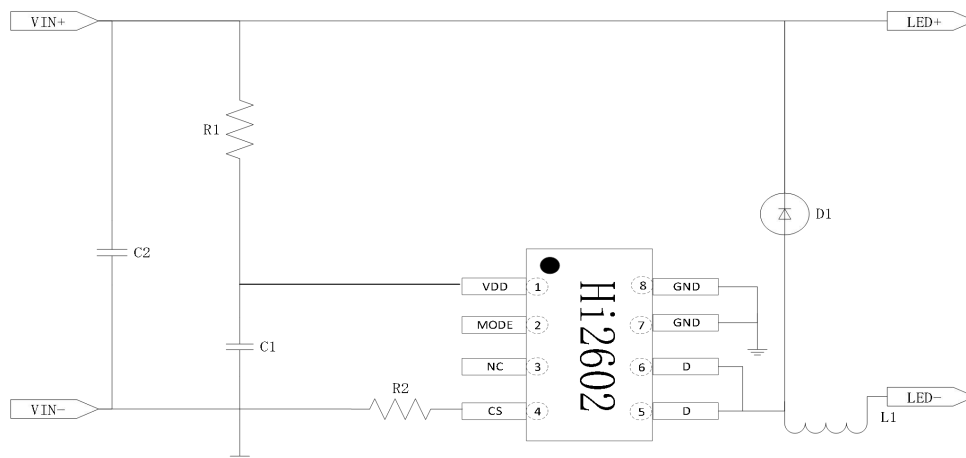 VIN+
LED+
R1
D1
C2
VDD 1
8 GND
MODE 2
7 GND
C1
NC 3
6 D
R2
CS 4
5 D
Hi2602
VIN-
LED-
L1